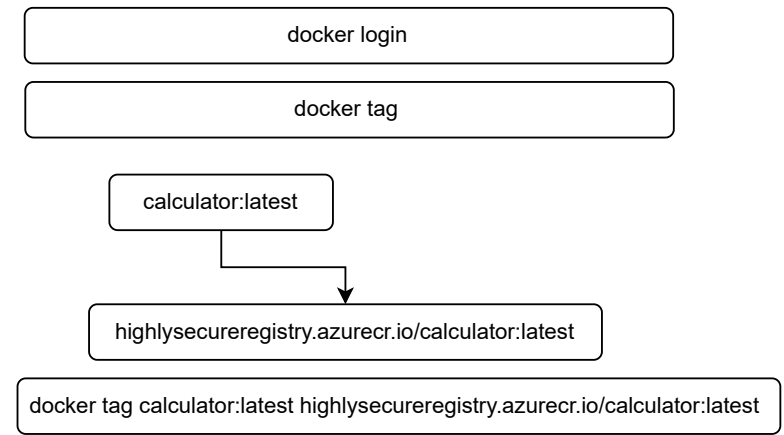 docker login
docker tag
calculator:latest
highlysecureregistry.azurecr.io/calculator:latest
docker tag calculator:latest highlysecureregistry.azurecr.io/calculator:latest